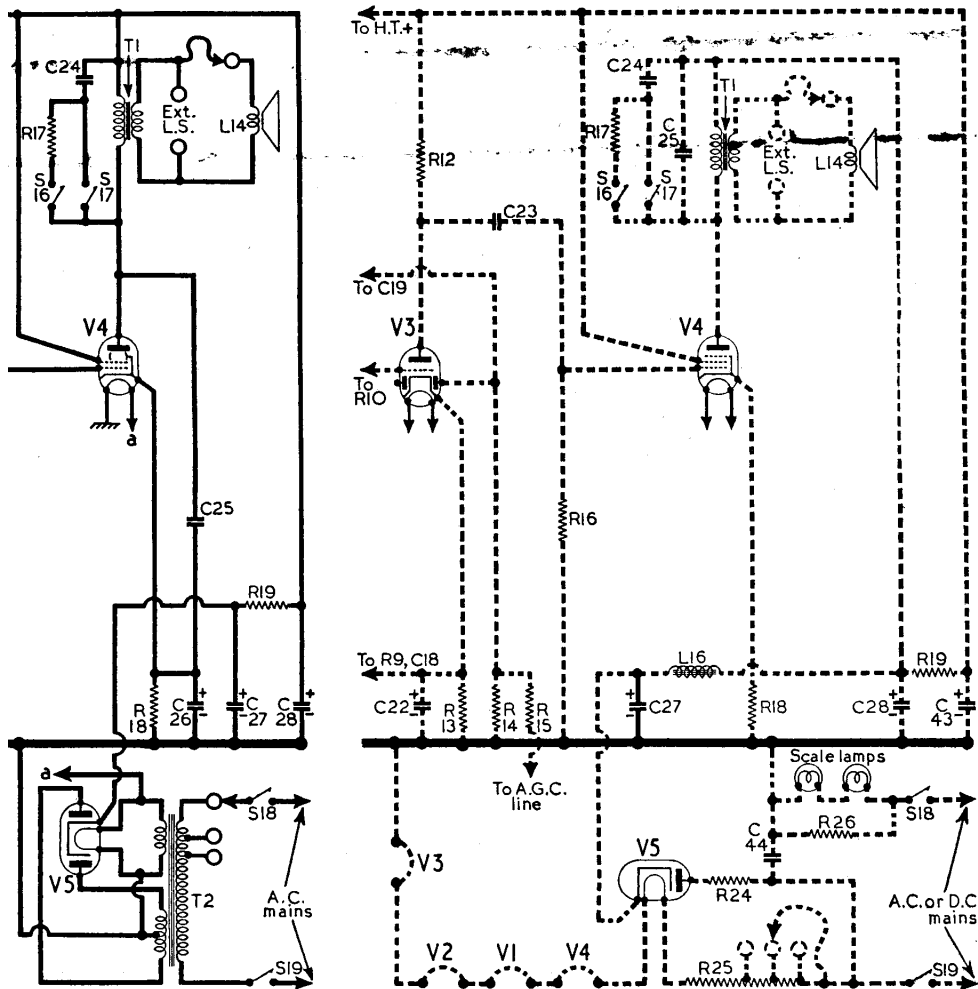 C24
T1
R17
Ext.
L.S.
L14
S
16
S
17
V4
a
C25
R19
R
18
C
26
C
27
C
28
+
-
+
-
+
-
a
V5
T2
S18
A.C.
mains
S19
To H.T.+
R12
C23
To C19
V3
To
R10
R16
C24
R17
C
25
T1
Ext.
L.S.
L14
S
16
S
17
V4
To R9, C18
C22
+
-
R
13
R
14
R
15
To A.G.C.
line
L16
+
-
C27
R18
C28
+
-
R19
C
43
+
-
Scale lamps
S18
R26
C
44
V3
V5
R24
A.C. or D.C
mains
V2
V1
V4
R25
S19